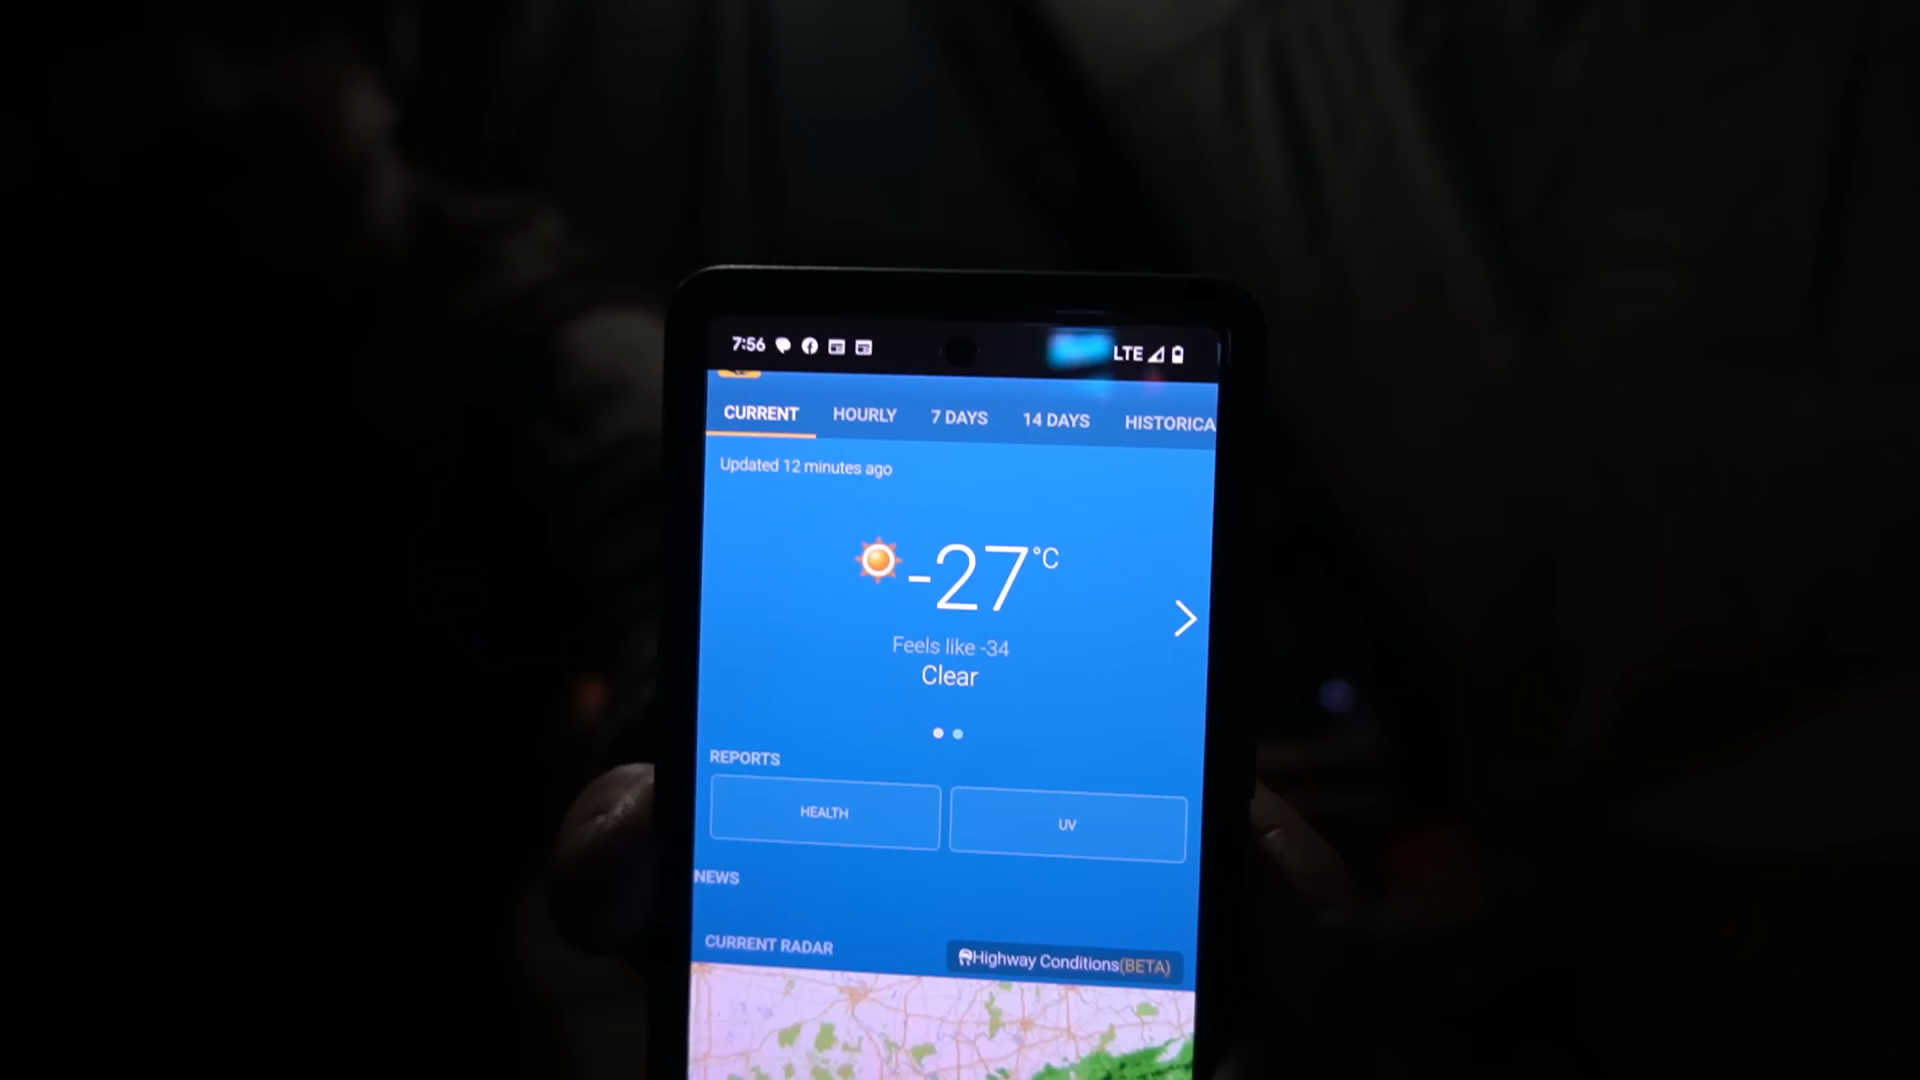 7:56 LTE
CURRENT HOURLY 7 DAYS 14 DAYS HISTORICA
Updated 12 minutes ago
-27°C
Feels like -34
Clear
REPORTS
HEALTH UV
NEWS
CURRENT RADAR Highway Conditions(BETA)